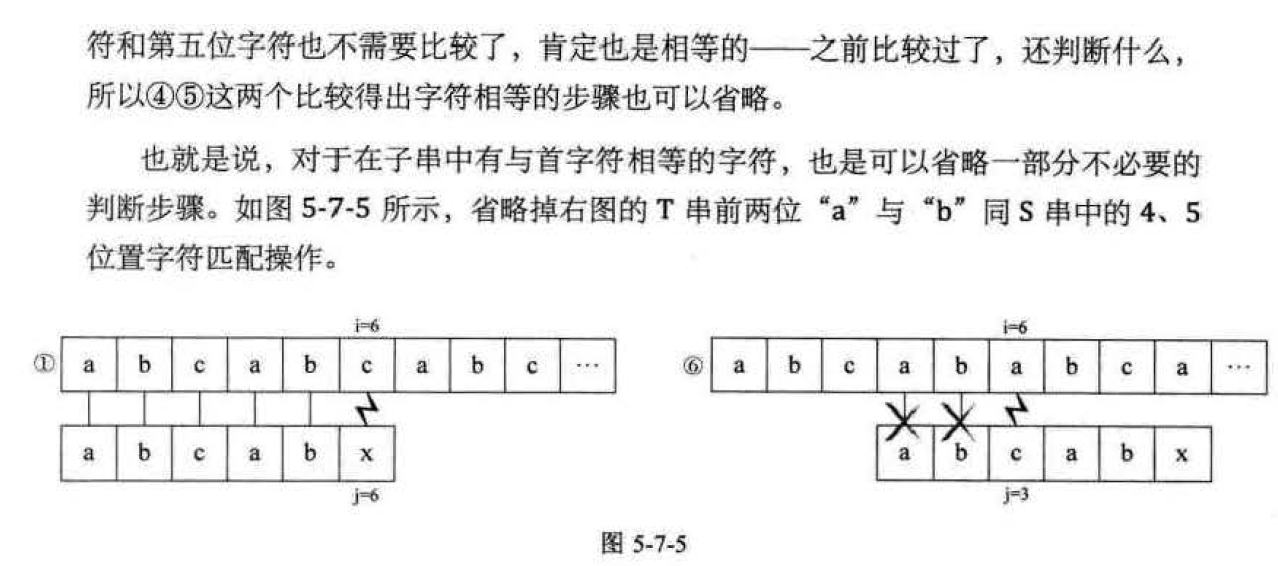 符和第五位字符也不需要比较了，肯定也是相等的——之前比较过了，还判断什么，
所以④⑤这两个比较得出字符相等的步骤也可以省略。
也就是说，对于在子串中有与首字符相等的字符，也是可以省略一部分不必要的
判断步骤。如图 5-7-5 所示，省略掉右图的 T 串前两位“a”与“b”同 S 串中的 4、5
位置字符匹配操作。
i=6
① a b c a b c a b c …
a b c a b x
j=6
i=6
⑥ a b c a b a b c a …
a b c a b x
j=3
图 5-7-5